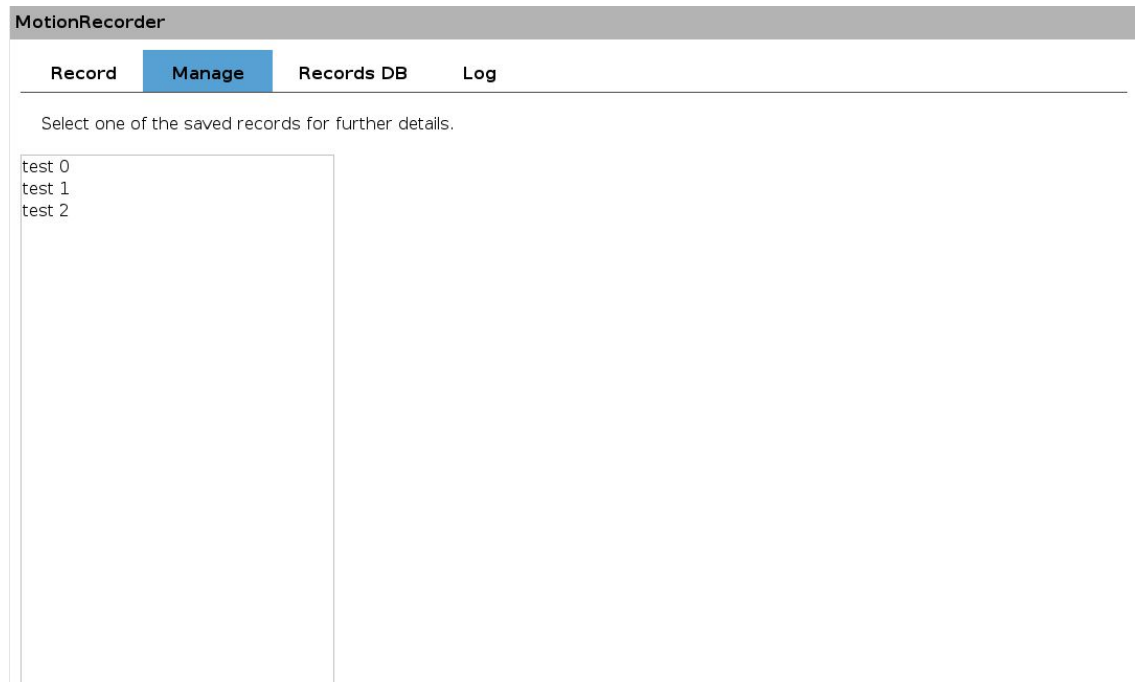 MotionRecorder
Record Manage Records DB Log
Select one of the saved records for further details.
test 0
test 1
test 2